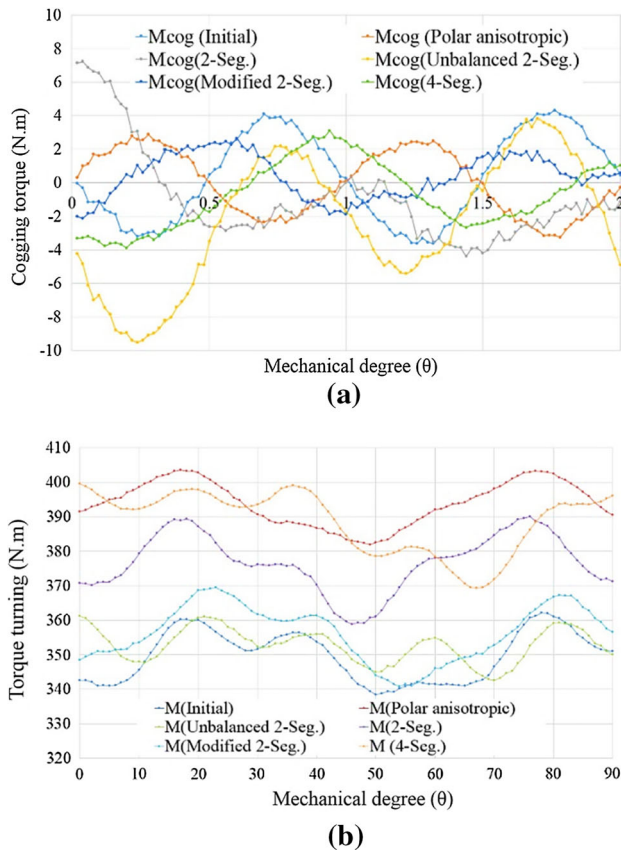 10
8
6
4
2
0
-2
-4
-6
-8
-10
Cogging torque (N.m)
Mcog (Initial) Mcog (Polar anisotropic)
Mcog(2-Seg.) Mcog(Unbalanced 2-Seg.)
Mcog(Modified 2-Seg.) Mcog(4-Seg.)
0 0.5 1 1.5 2
Mechanical degree (θ)
(a)
410
400
390
380
370
360
350
340
330
320
Torque turning (N.m)
M(Initial) M(Polar anisotropic)
M(Unbalanced 2-Seg.) M(2-Seg.)
M(Modified 2-Seg.) M (4-Seg.)
0 10 20 30 40 50 60 70 80 90
Mechanical degree (θ)
(b)